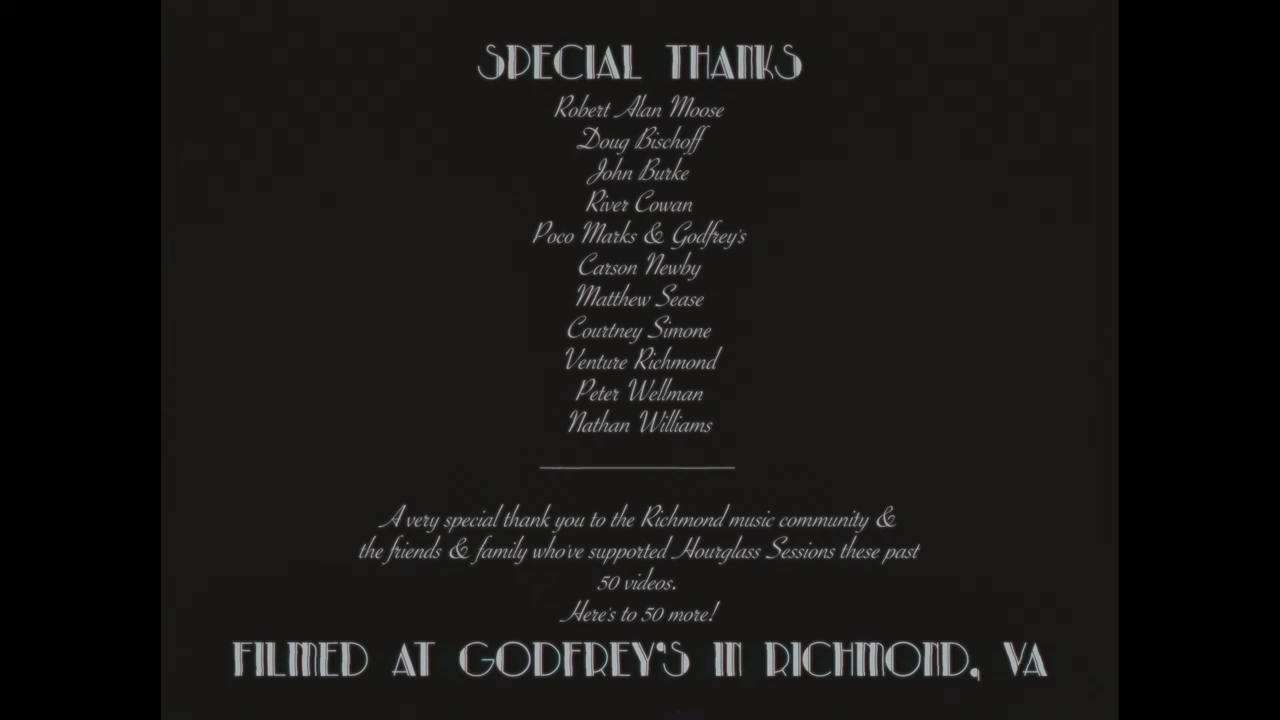 SPECIAL THANKS
Robert Alan Moose
Doug Bischoff
John Burke
River Cowan
Poco Marks & Godfrey's
Carson Newby
Matthew Sease
Courtney Simone
Venture Richmond
Peter Wellman
Nathan Williams
A very special thank you to the Richmond music community &
the friends & family who've supported Hourglass Sessions these past
50 videos.
Here's to 50 more!
FILMED AT GODFREY'S IN RICHMOND, VA